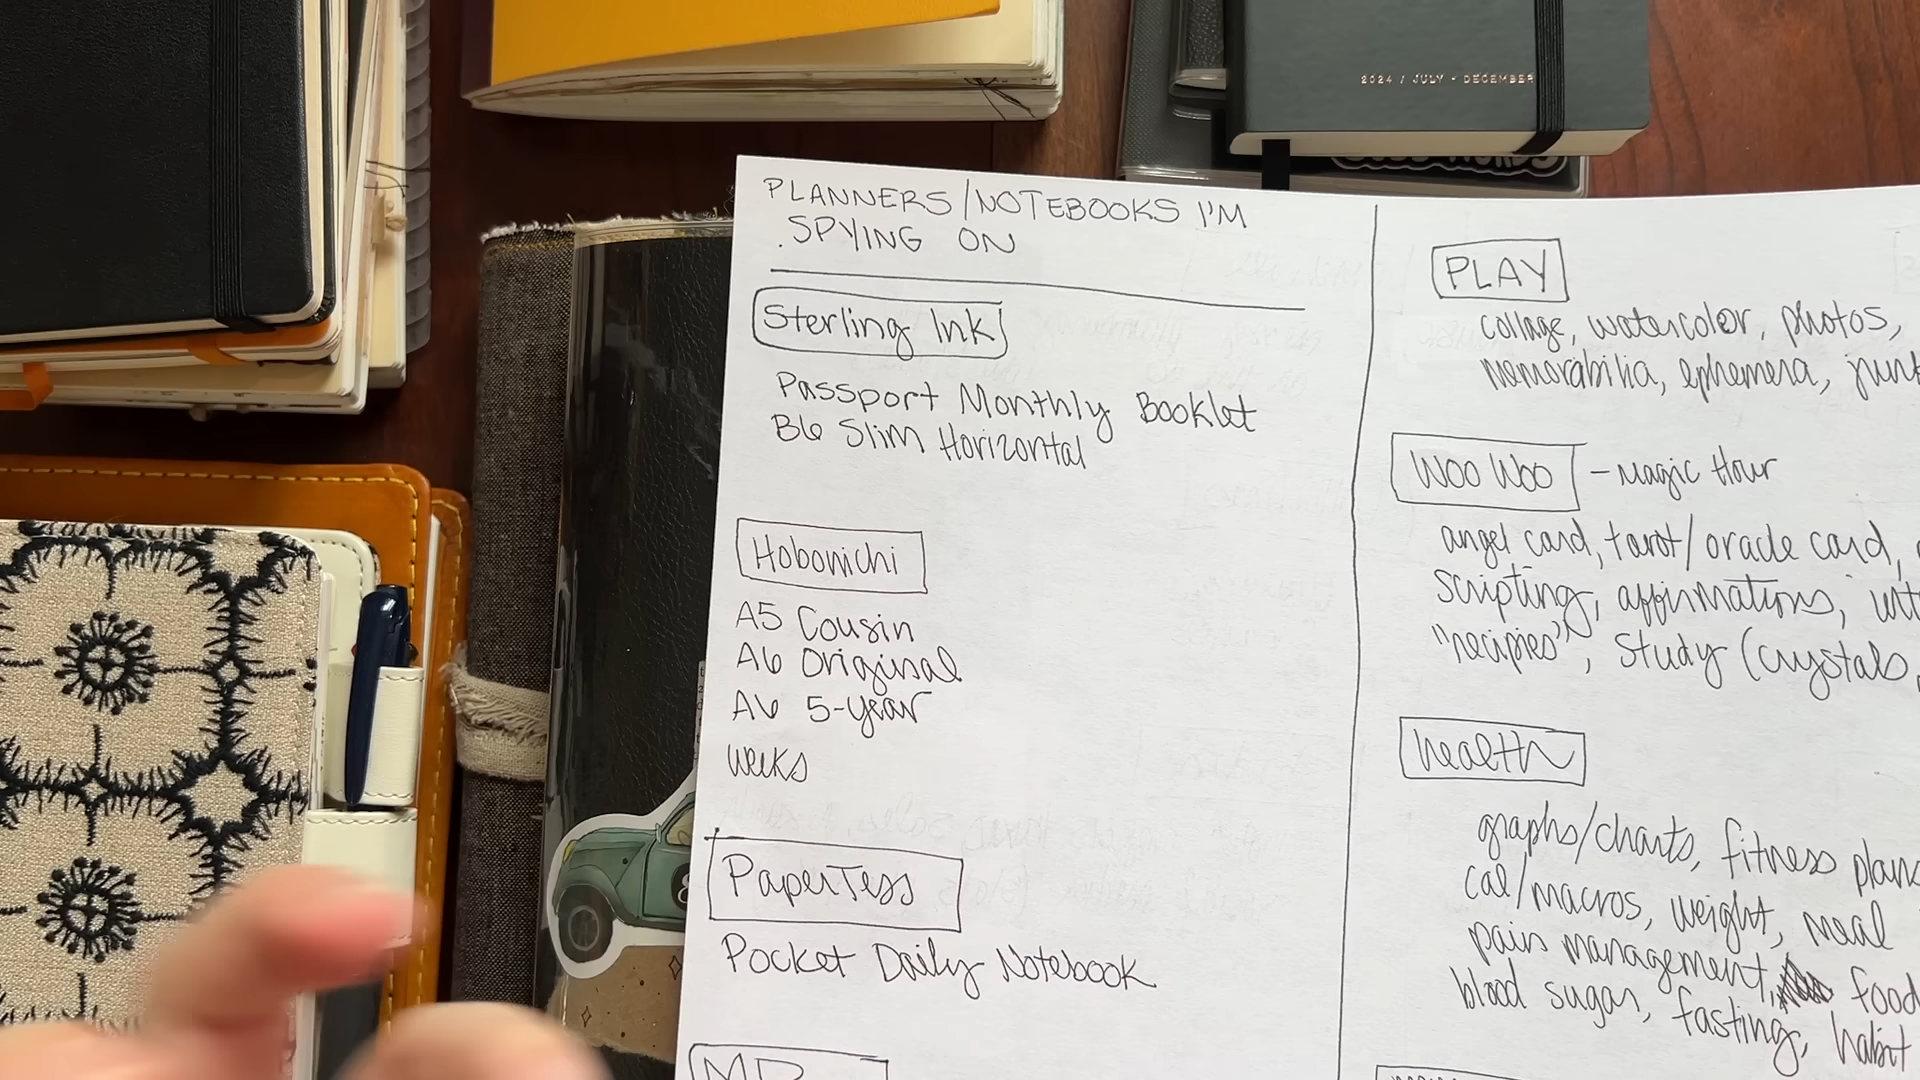 2024 / JULY - DECEMBER
PLANNERS/NOTEBOOKS I'M
SPYING ON
Sterling Ink
Passport Monthly Booklet
B6 Slim Horizontal
Hobonichi
A5 Cousin
A6 Original
A6 5-year
Weeks
PaperTess
Pocket Daily Notebook
PLAY
collage, watercolor, photos,
memorabilia, ephemera, junk
Woo Woo - Magic Hour
angel card, tarot/oracle card,
scripting, affirmations,
"recipies", Study (crystals,
Health
graphs/charts, fitness
cal/macros, weight, meal
pain management, food
blood sugar, fasting, habit